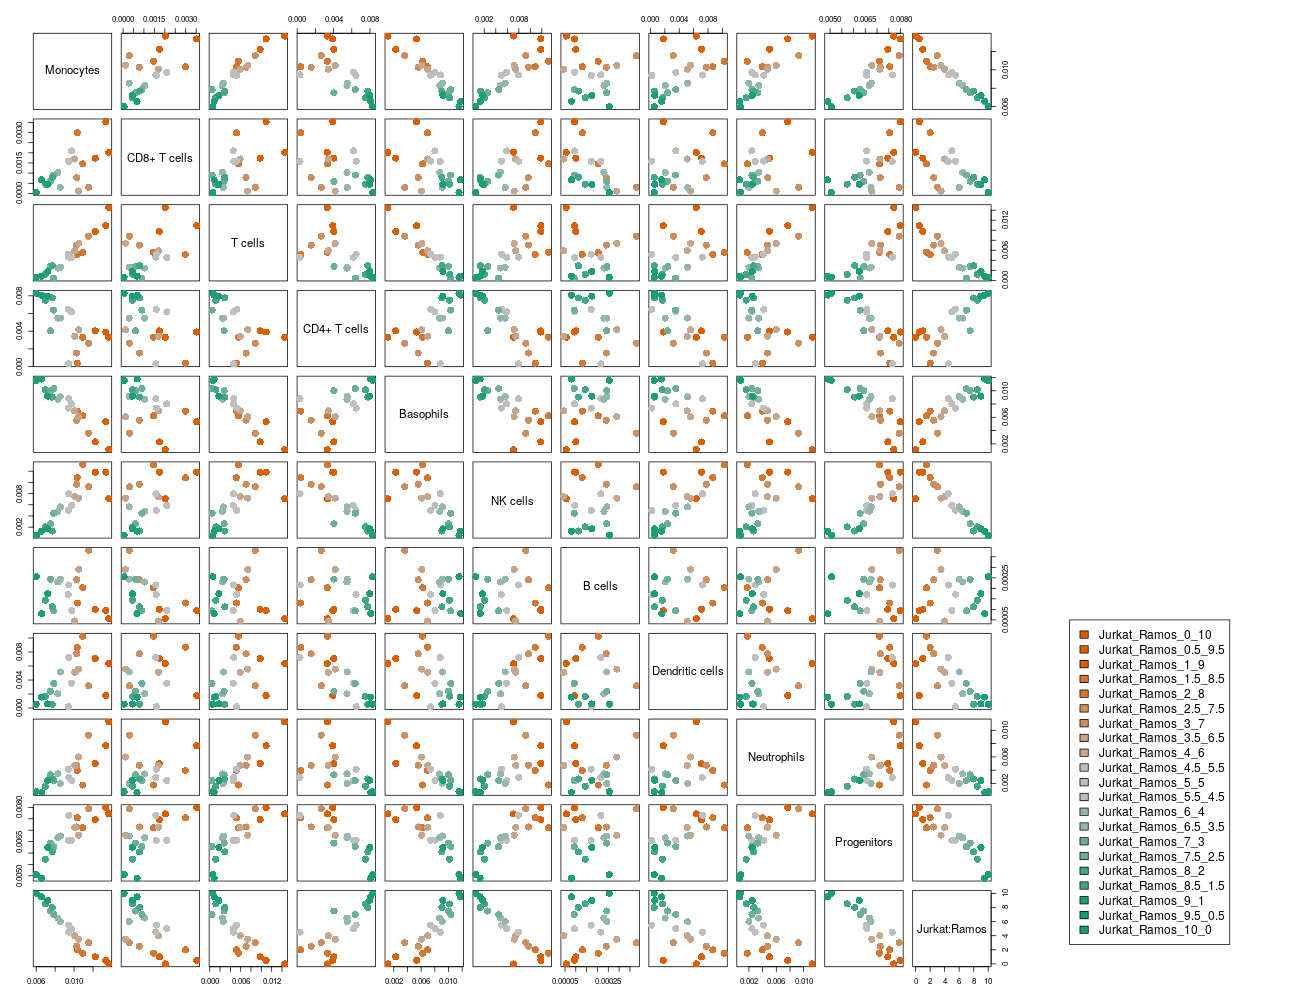 0.0000 0.0015 0.0030 0.000 0.004 0.008 0.002 0.008 0.000 0.004 0.008 0.0050 0.0065 0.0080
Monocytes
0.006 0.010
CD8+ T cells
0.0000 0.0015 0.0030
T cells
0.000 0.006 0.012
CD4+ T cells
0.000 0.004 0.008
Basophils
0.002 0.006 0.010
NK cells
0.002 0.008
B cells
0.00005 0.00025
Dendritic cells
0.000 0.004 0.008
Neutrophils
0.002 0.006 0.010
Progenitors
0.0050 0.0065 0.0080
Jurkat:Ramos
0 2 4 6 8 10
0.006 0.010 0.000 0.006 0.012 0.002 0.006 0.010 0.00005 0.00025 0.002 0.006 0.010 0 2 4 6 8 10
Jurkat_Ramos_0_10
Jurkat_Ramos_0.5_9.5
Jurkat_Ramos_1_9
Jurkat_Ramos_1.5_8.5
Jurkat_Ramos_2_8
Jurkat_Ramos_2.5_7.5
Jurkat_Ramos_3_7
Jurkat_Ramos_3.5_6.5
Jurkat_Ramos_4_6
Jurkat_Ramos_4.5_5.5
Jurkat_Ramos_5_5
Jurkat_Ramos_5.5_4.5
Jurkat_Ramos_6_4
Jurkat_Ramos_6.5_3.5
Jurkat_Ramos_7_3
Jurkat_Ramos_7.5_2.5
Jurkat_Ramos_8_2
Jurkat_Ramos_8.5_1.5
Jurkat_Ramos_9_1
Jurkat_Ramos_9.5_0.5
Jurkat_Ramos_10_0